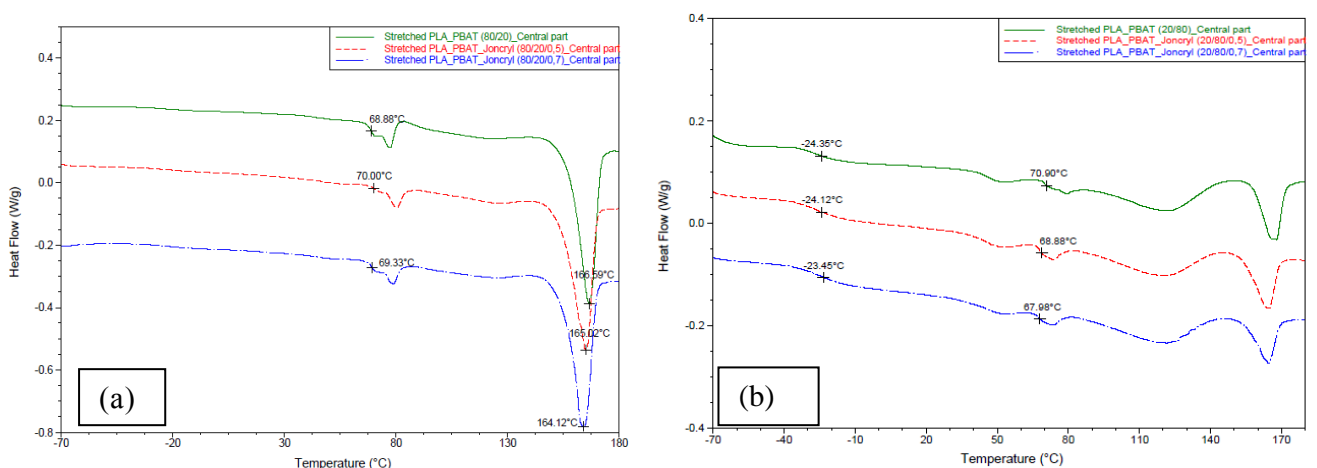 Stretched PLA_PBAT (80/20)_Central part
Stretched PLA_PBAT_Joncryl (80/20/0,5)_Central part
Stretched PLA_PBAT_Joncryl (80/20/0,7)_Central part
0.4
0.2
0.0
-0.2
-0.4
-0.6
-0.8
Heat Flow (W/g)
68.88°C
70.00°C
69.33°C
166.59°C
165.02°C
164.12°C
(a)
-70
-20
30
80
130
180
Temperature (°C)
Stretched PLA_PBAT (20/80)_Central part
Stretched PLA_PBAT_Joncryl (20/80/0,5)_Central part
Stretched PLA_PBAT_Joncryl (20/80/0,7)_Central part
0.4
0.2
0.0
-0.2
-0.4
Heat Flow (W/g)
-24.35°C
70.90°C
-24.12°C
68.88°C
-23.45°C
67.98°C
(b)
-70
-40
-10
20
50
80
110
140
170
Temperature (°C)